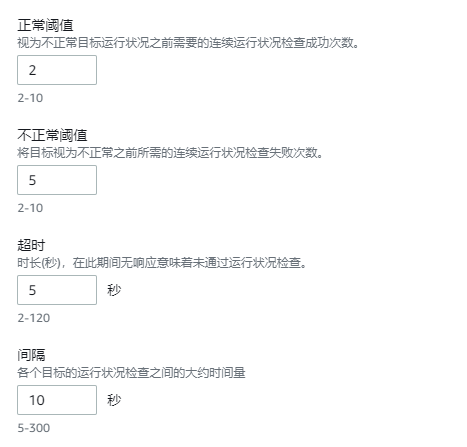 正常阈值
视为不正常目标运行状况之前需要的连续运行状况检查成功次数。
2
2-10
不正常阈值
将目标视为不正常之前所需的连续运行状况检查失败次数。
5
2-10
超时
时长(秒)，在此期间无响应意味着未通过运行状况检查。
5 秒
2-120
间隔
各个目标的运行状况检查之间的大约时间量
10 秒
5-300